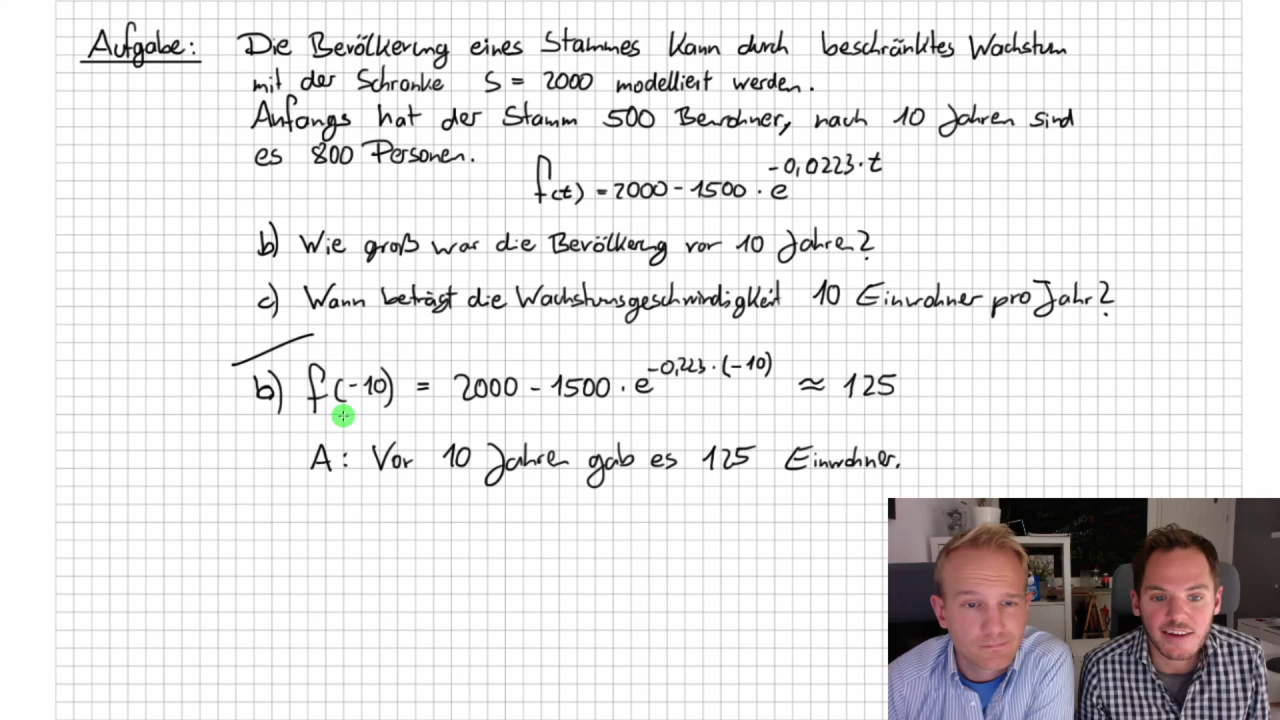 Aufgabe: Die Bevölkerung eines Stammes kann durch beschränktes Wachstum
mit der Schranke S = 2000 modelliert werden.
Anfangs hat der Stamm 500 Bewohner, nach 10 Jahren sind
es 800 Personen.
f(t) = 2000 - 1500 · e^-0,0223·t
b) Wie groß war die Bevölkerung vor 10 Jahren?
c) Wann beträgt die Wachstumsgeschwindigkeit 10 Einwohner pro Jahr?
b) f(-10) = 2000 - 1500 · e^-0,223·(-10) ≈ 125
A: Vor 10 Jahren gab es 125 Einwohner.